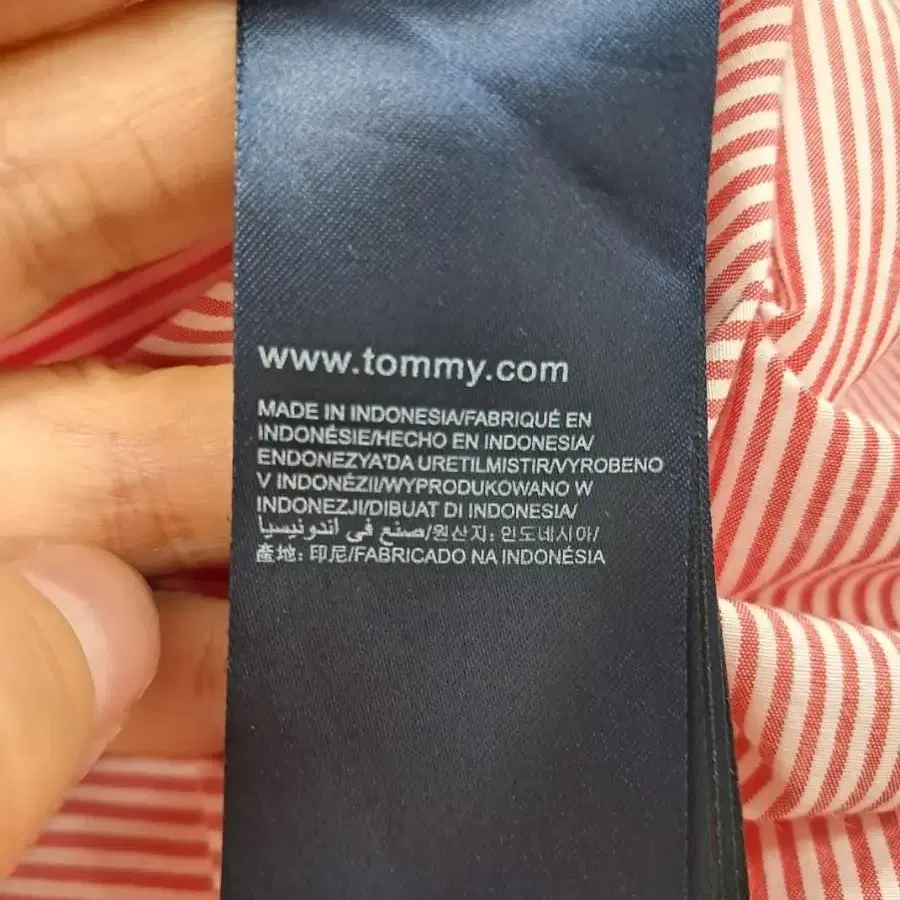 www.tommy.com
MADE IN INDONESIA/FABRIQUÉ EN
INDONÉSIE/HECHO EN INDONESIA/
ENDONEZYA'DA URETILMISTIR/VYROBENO
V INDONÉZII/WYPRODUKOWANO W
INDONEZJI/DIBUAT DI INDONESIA/
صنع في اندونيسيا/원산지: 인도네시아/
產地: 印尼/FABRICADO NA INDONÉSIA